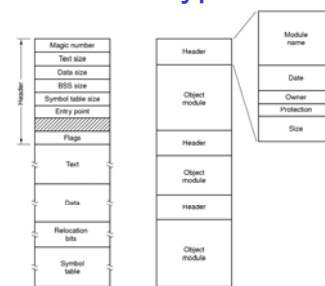 Magic number
Text size
Data size
BSS size
Symbol table size
Entry point
Flags
Text
Data
Relocation
bits
Symbol
table
Header
Header
Object
module
Header
Object
module
Header
Object
module
Module
name
Date
Owner
Protection
Size